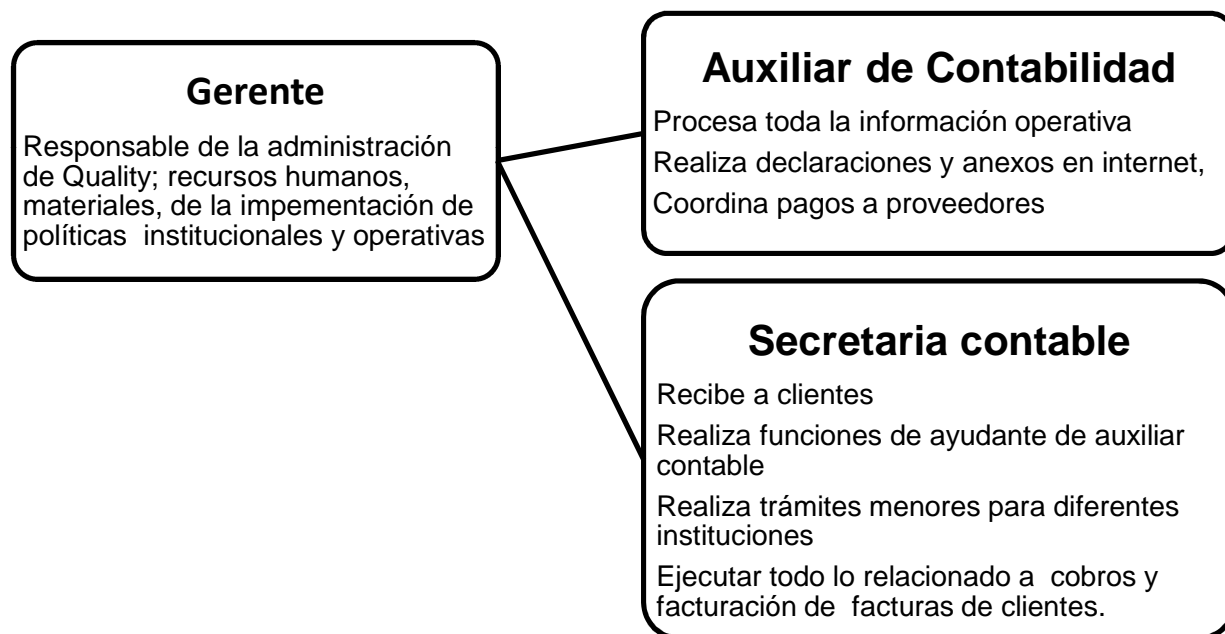 Gerente
Responsable de la administración
de Quality; recursos humanos,
materiales, de la impementación de
políticas institucionales y operativas
Auxiliar de Contabilidad
Procesa toda la información operativa
Realiza declaraciones y anexos en internet,
Coordina pagos a proveedores
Secretaria contable
Recibe a clientes
Realiza funciones de ayudante de auxiliar
contable
Realiza trámites menores para diferentes
instituciones
Ejecutar todo lo relacionado a cobros y
facturación de facturas de clientes.